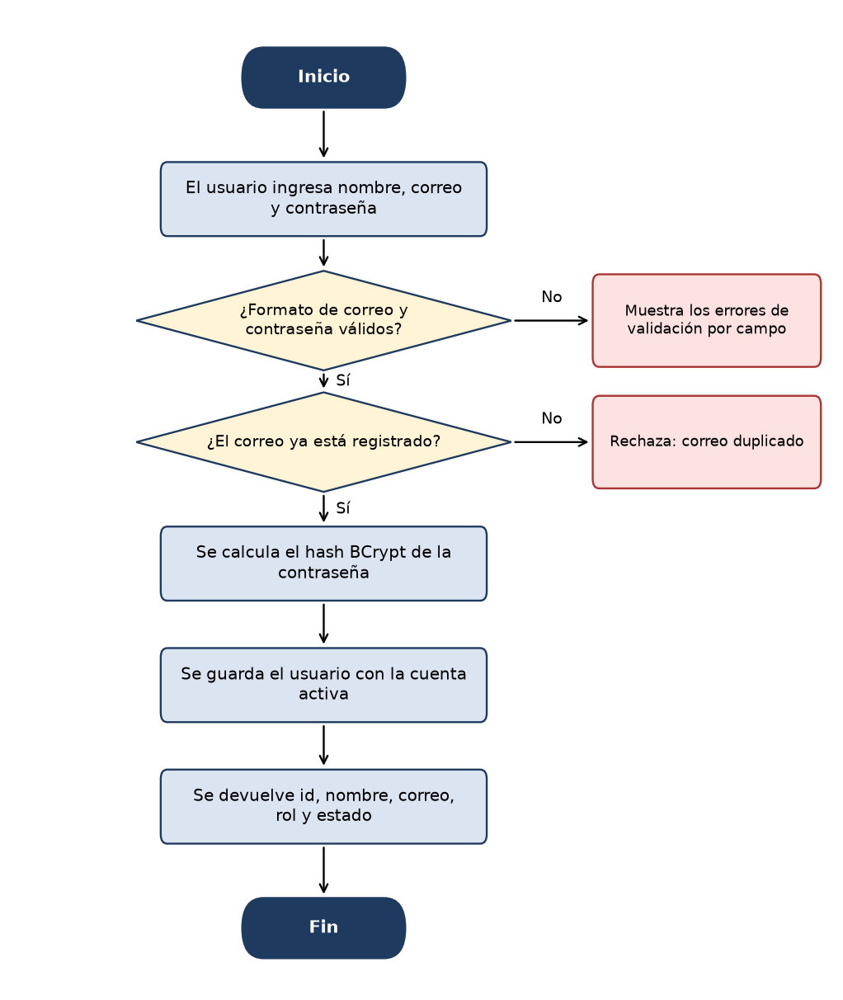 Inicio
El usuario ingresa nombre, correo
y contraseña
¿Formato de correo y
contraseña válidos?
No
Muestra los errores de
validación por campo
Sí
¿El correo ya está registrado?
No
Rechaza: correo duplicado
Sí
Se calcula el hash BCrypt de la
contraseña
Se guarda el usuario con la cuenta
activa
Se devuelve id, nombre, correo,
rol y estado
Fin